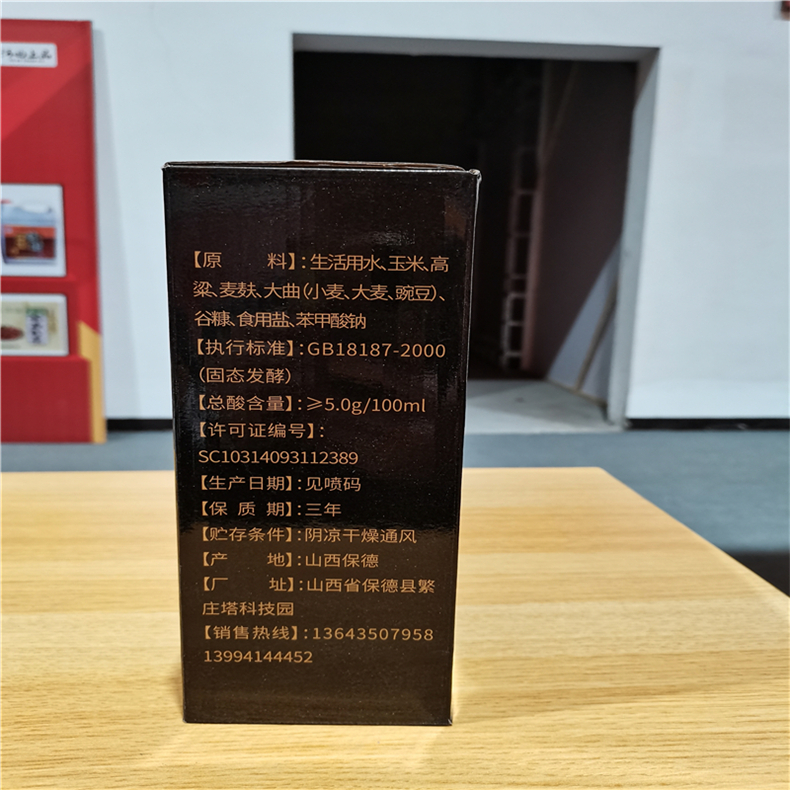 【原 料】:生活用水、玉米、高
粱、麦麸、大曲(小麦、大麦、豌豆)、
谷糠、食用盐、苯甲酸钠
【执行标准】:GB18187-2000
(固态发酵)
【总酸含量】:≥5.0g/100ml
【许可证编号】:
SC10314093112389
【生产日期】:见喷码
【保 质 期】:三年
【贮存条件】:阴凉干燥通风
【产 地】:山西保德
【厂 址】:山西省保德县繁
庄塔科技园
【销售热线】:13643507958
13994144452